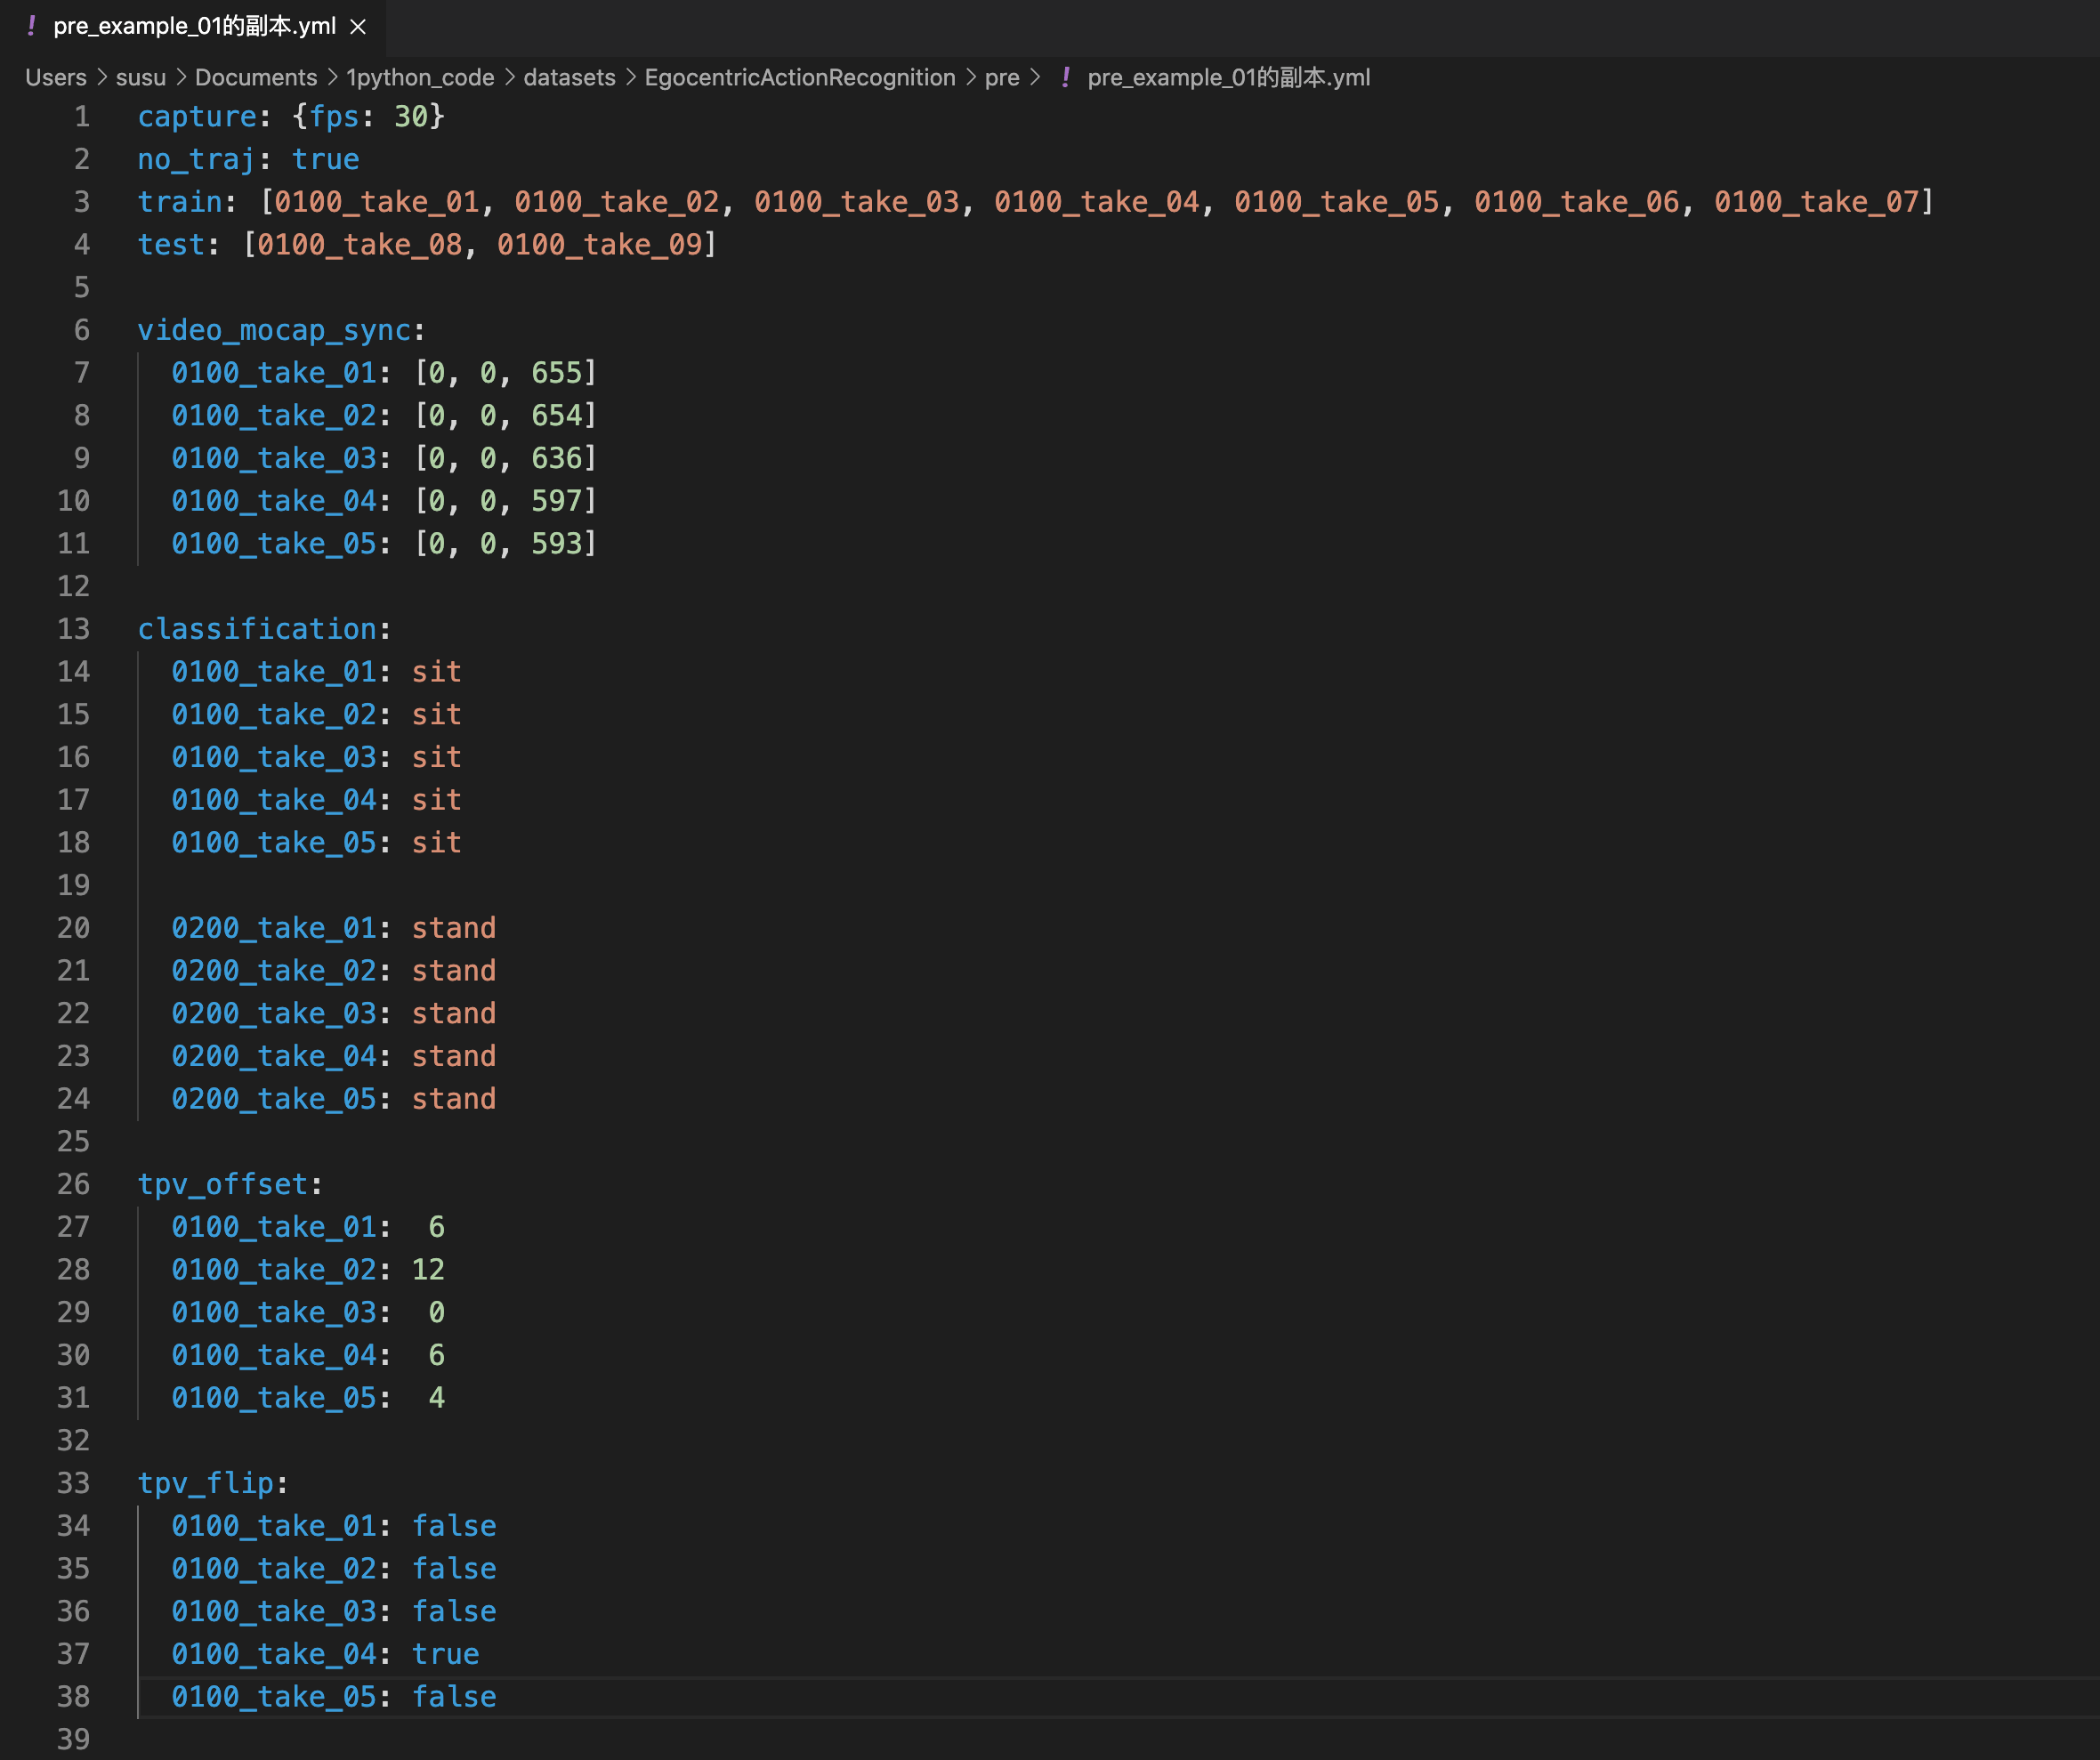 ! pre_example_01的副本.yml ×
Users > susu > Documents > 1python_code > datasets > EgocentricActionRecognition > pre > ! pre_example_01的副本.yml
1 capture: {fps: 30}
2 no_traj: true
3 train: [0100_take_01, 0100_take_02, 0100_take_03, 0100_take_04, 0100_take_05, 0100_take_06, 0100_take_07]
4 test: [0100_take_08, 0100_take_09]
5
6 video_mocap_sync:
7 0100_take_01: [0, 0, 655]
8 0100_take_02: [0, 0, 654]
9 0100_take_03: [0, 0, 636]
10 0100_take_04: [0, 0, 597]
11 0100_take_05: [0, 0, 593]
12
13 classification:
14 0100_take_01: sit
15 0100_take_02: sit
16 0100_take_03: sit
17 0100_take_04: sit
18 0100_take_05: sit
19
20 0200_take_01: stand
21 0200_take_02: stand
22 0200_take_03: stand
23 0200_take_04: stand
24 0200_take_05: stand
25
26 tpv_offset:
27 0100_take_01:  6
28 0100_take_02: 12
29 0100_take_03:  0
30 0100_take_04:  6
31 0100_take_05:  4
32
33 tpv_flip:
34 0100_take_01: false
35 0100_take_02: false
36 0100_take_03: false
37 0100_take_04: true
38 0100_take_05: false
39